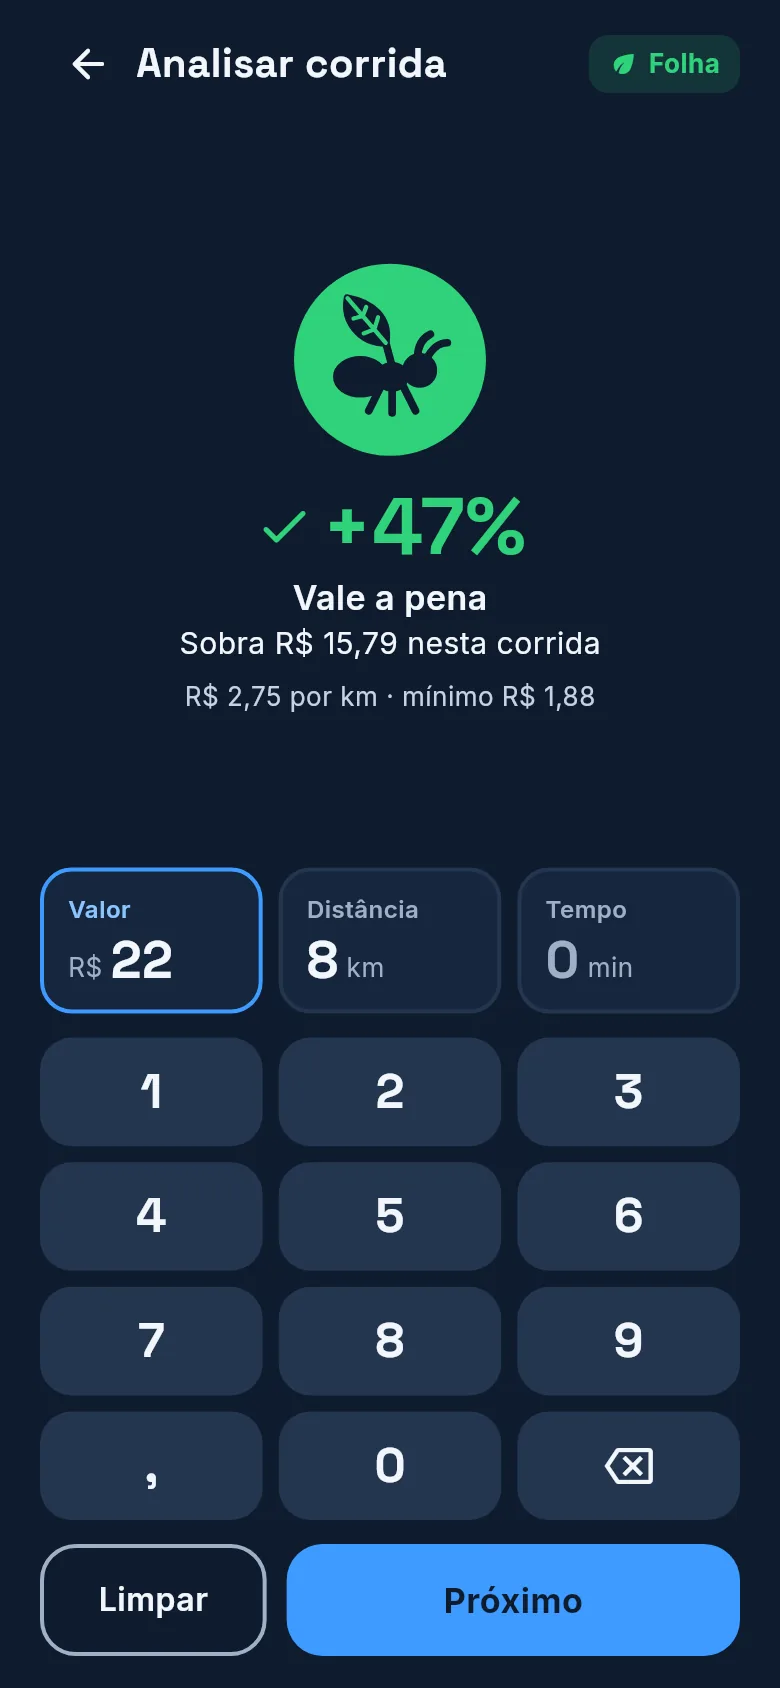 Analisar corrida
Folha
+47%
Vale a pena
Sobra R$ 15,79 nesta corrida
R$ 2,75 por km · mínimo R$ 1,88
Valor
R$ 22
Distância
8 km
Tempo
0 min
1 2 3
4 5 6
7 8 9
, 0
Limpar
Próximo